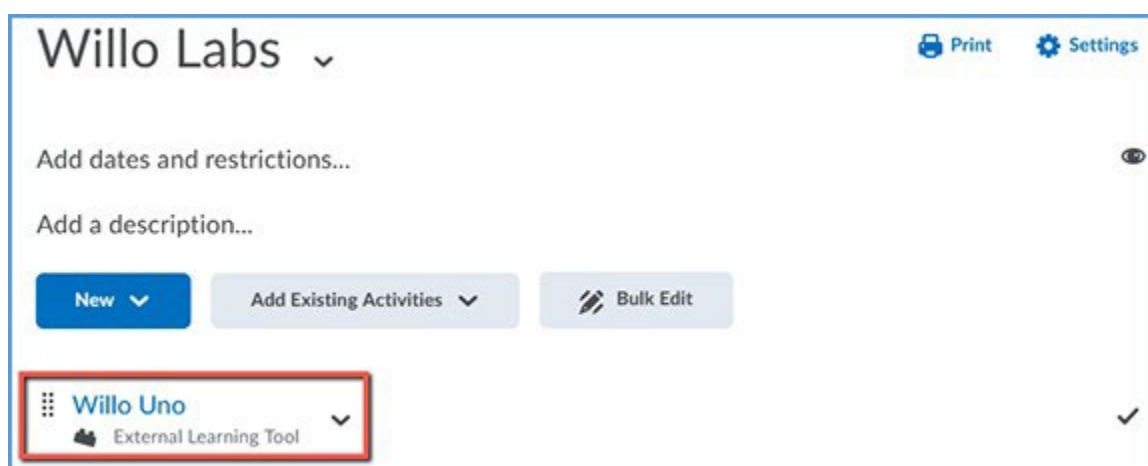 Willo Labs
Print
Settings
Add dates and restrictions...
Add a description...
New
Add Existing Activities
Bulk Edit
Willo Uno
External Learning Tool